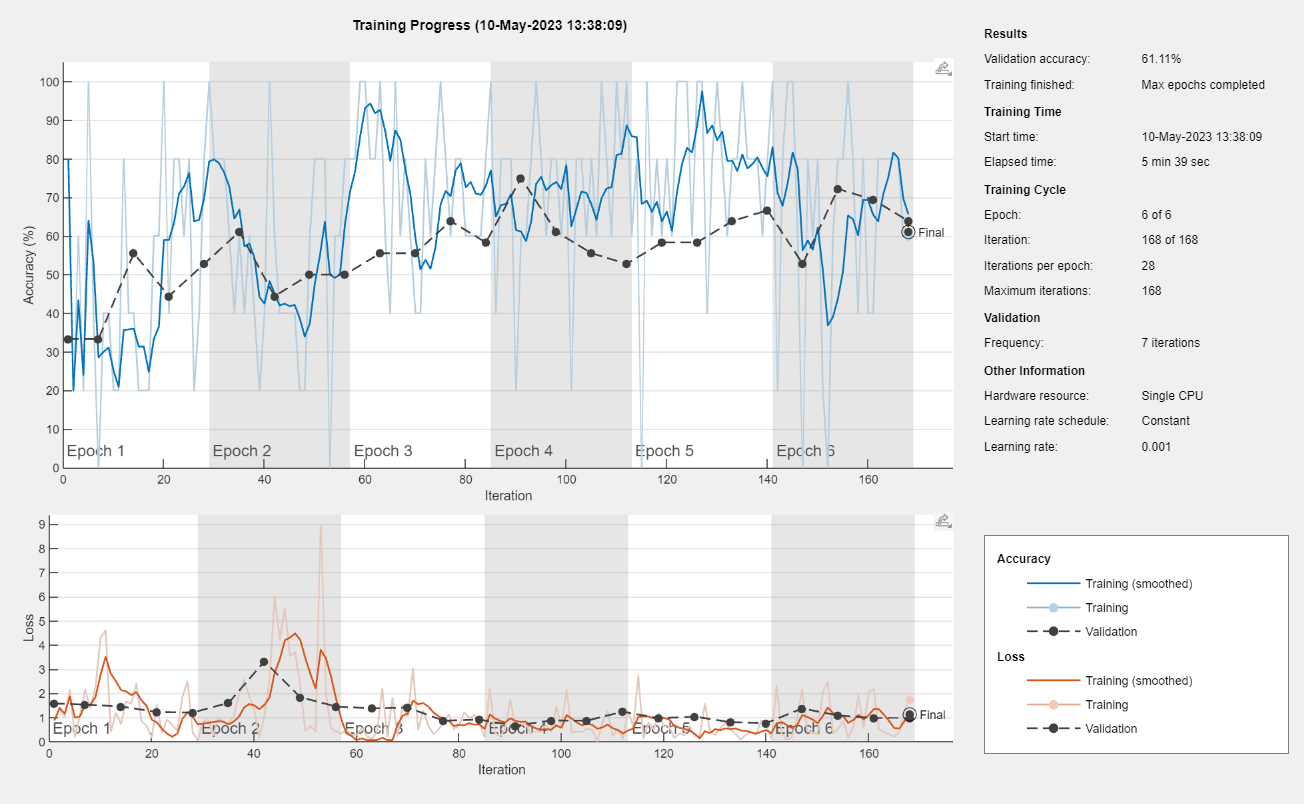 Training Progress (10-May-2023 13:38:09)
100
90
80
70
60
50
40
30
20
10
0
Accuracy (%)
Final
Epoch 1 Epoch 2 Epoch 3 Epoch 4 Epoch 5 Epoch 6
0 20 40 60 80 100 120 140 160
Iteration
9
8
7
6
5
4
3
2
1
0
Loss
Final
Epoch 1 Epoch 2 Epoch 3 Epoch 4 Epoch 5 Epoch 6
0 20 40 60 80 100 120 140 160
Iteration
Results
Validation accuracy: 61.11%
Training finished: Max epochs completed
Training Time
Start time: 10-May-2023 13:38:09
Elapsed time: 5 min 39 sec
Training Cycle
Epoch: 6 of 6
Iteration: 168 of 168
Iterations per epoch: 28
Maximum iterations: 168
Validation
Frequency: 7 iterations
Other Information
Hardware resource: Single CPU
Learning rate schedule: Constant
Learning rate: 0.001
Accuracy
Training (smoothed)
Training
Validation
Loss
Training (smoothed)
Training
Validation